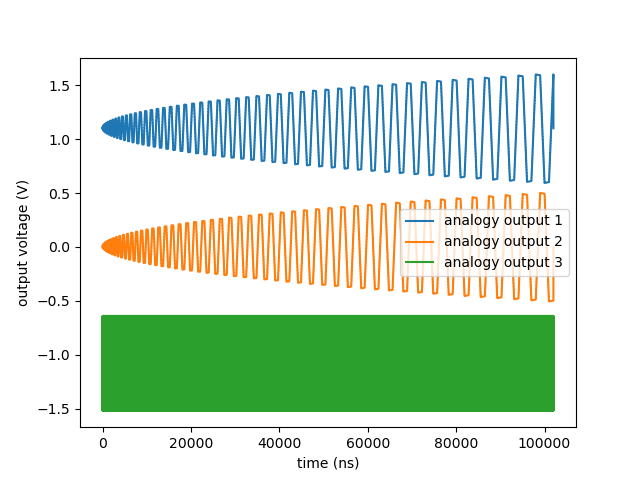 1.5
1.0
0.5
0.0
−0.5
−1.0
−1.5
output voltage (V)
analogy output 1
analogy output 2
analogy output 3
0 20000 40000 60000 80000 100000
time (ns)